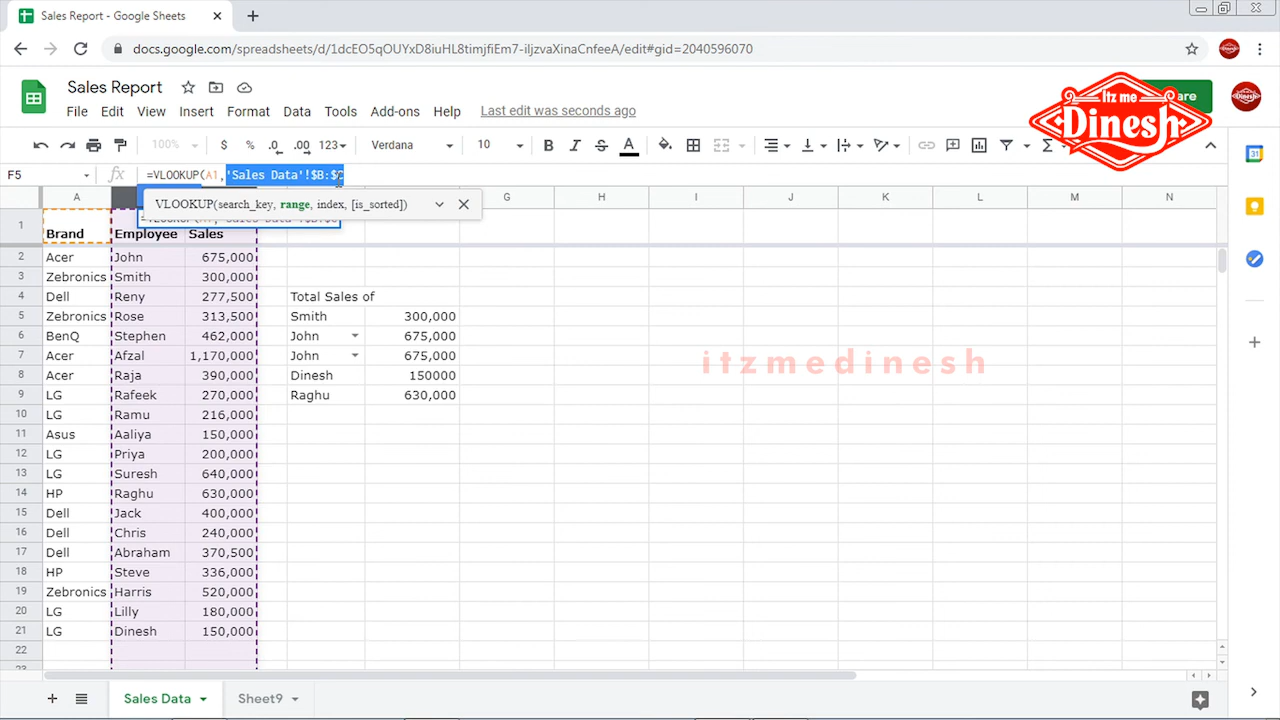 Sales Report - Google Sheets
docs.google.com/spreadsheets/d/1dcEO5qOUYxD8iuHL8timfiEm7-iljzvaXinaCnfeeA/edit#gid=2040596070
Sales Report
File Edit View Insert Format Data Tools Add-ons Help Last edit was seconds ago
are
Itz me
Dinesh
100% $ % .0 .00 123 Verdana 10 B I S A
F5 fx =VLOOKUP(A1,'Sales Data'!$B:$C
VLOOKUP(search_key, range, index, [is_sorted])
A G H I J K L M N
1 Brand Employee Sales
2 Acer John 675,000
3 Zebronics Smith 300,000
4 Dell Reny 277,500 Total Sales of
5 Zebronics Rose 313,500 Smith 300,000
6 BenQ Stephen 462,000 John 675,000
7 Acer Afzal 1,170,000 John 675,000
8 Acer Raja 390,000 Dinesh 150000
9 LG Rafeek 270,000 Raghu 630,000
10 LG Ramu 216,000
11 Asus Aaliya 150,000
12 LG Priya 200,000
13 LG Suresh 640,000
14 HP Raghu 630,000
15 Dell Jack 400,000
16 Dell Chris 240,000
17 Dell Abraham 370,500
18 HP Steve 336,000
19 Zebronics Harris 520,000
20 LG Lilly 180,000
21 LG Dinesh 150,000
22
23
itzmedinesh
Sales Data Sheet9
31